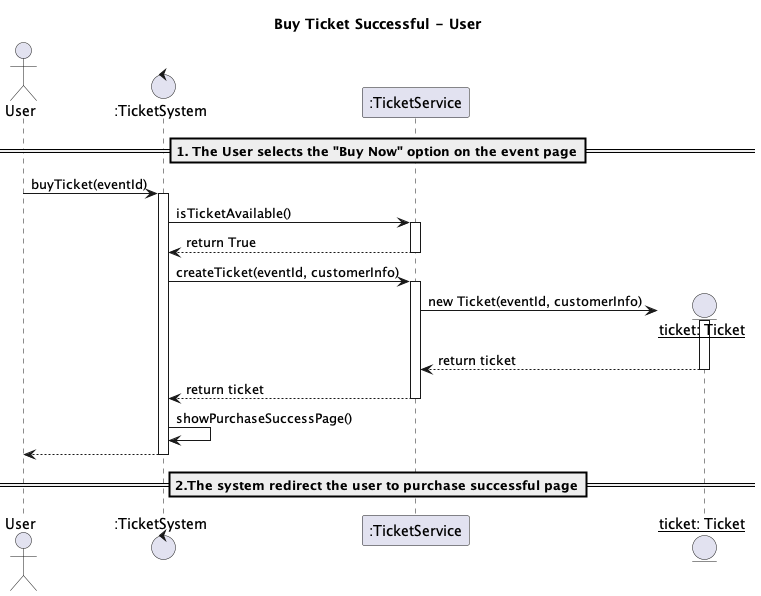 Buy Ticket Successful - User
User
:TicketSystem
:TicketService
1. The User selects the "Buy Now" option on the event page
buyTicket(eventId)
isTicketAvailable()
return True
createTicket(eventId, customerInfo)
new Ticket(eventId, customerInfo)
ticket: Ticket
return ticket
return ticket
showPurchaseSuccessPage()
2.The system redirect the user to purchase successful page
User
:TicketSystem
:TicketService
ticket: Ticket